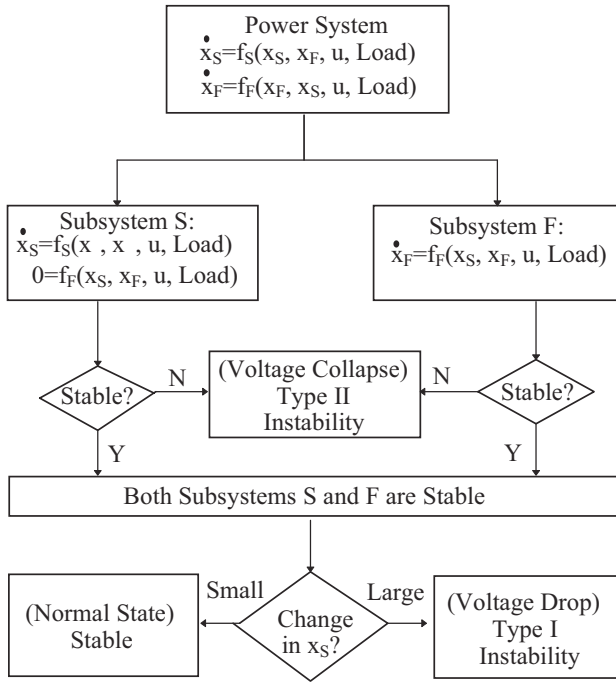 Power System
ẋS=fS(xS, xF, u, Load)
ẋF=fF(xF, xS, u, Load)
Subsystem S:
ẋS=fS(x , x , u, Load)
0=fF(xS, xF, u, Load)
Subsystem F:
ẋF=fF(xS, xF, u, Load)
Stable?
N
(Voltage Collapse)
Type II
Instability
N
Stable?
Y
Y
Both Subsystems S and F are Stable
(Normal State)
Stable
Small
Change
in xS?
Large
(Voltage Drop)
Type I
Instability